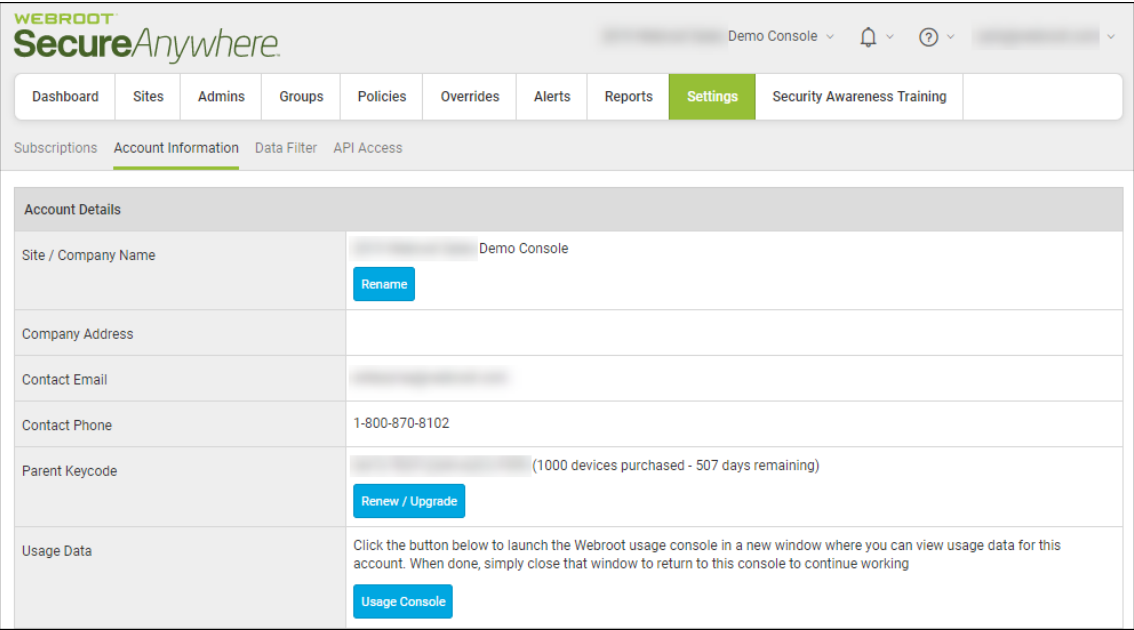 WEBROOT
SecureAnywhere.
Demo Console
Dashboard Sites Admins Groups Policies Overrides Alerts Reports Settings Security Awareness Training
Subscriptions Account Information Data Filter API Access
Account Details
Site / Company Name
Demo Console
Rename
Company Address
Contact Email
Contact Phone
1-800-870-8102
Parent Keycode
(1000 devices purchased - 507 days remaining)
Renew / Upgrade
Usage Data
Click the button below to launch the Webroot usage console in a new window where you can view usage data for this
account. When done, simply close that window to return to this console to continue working
Usage Console